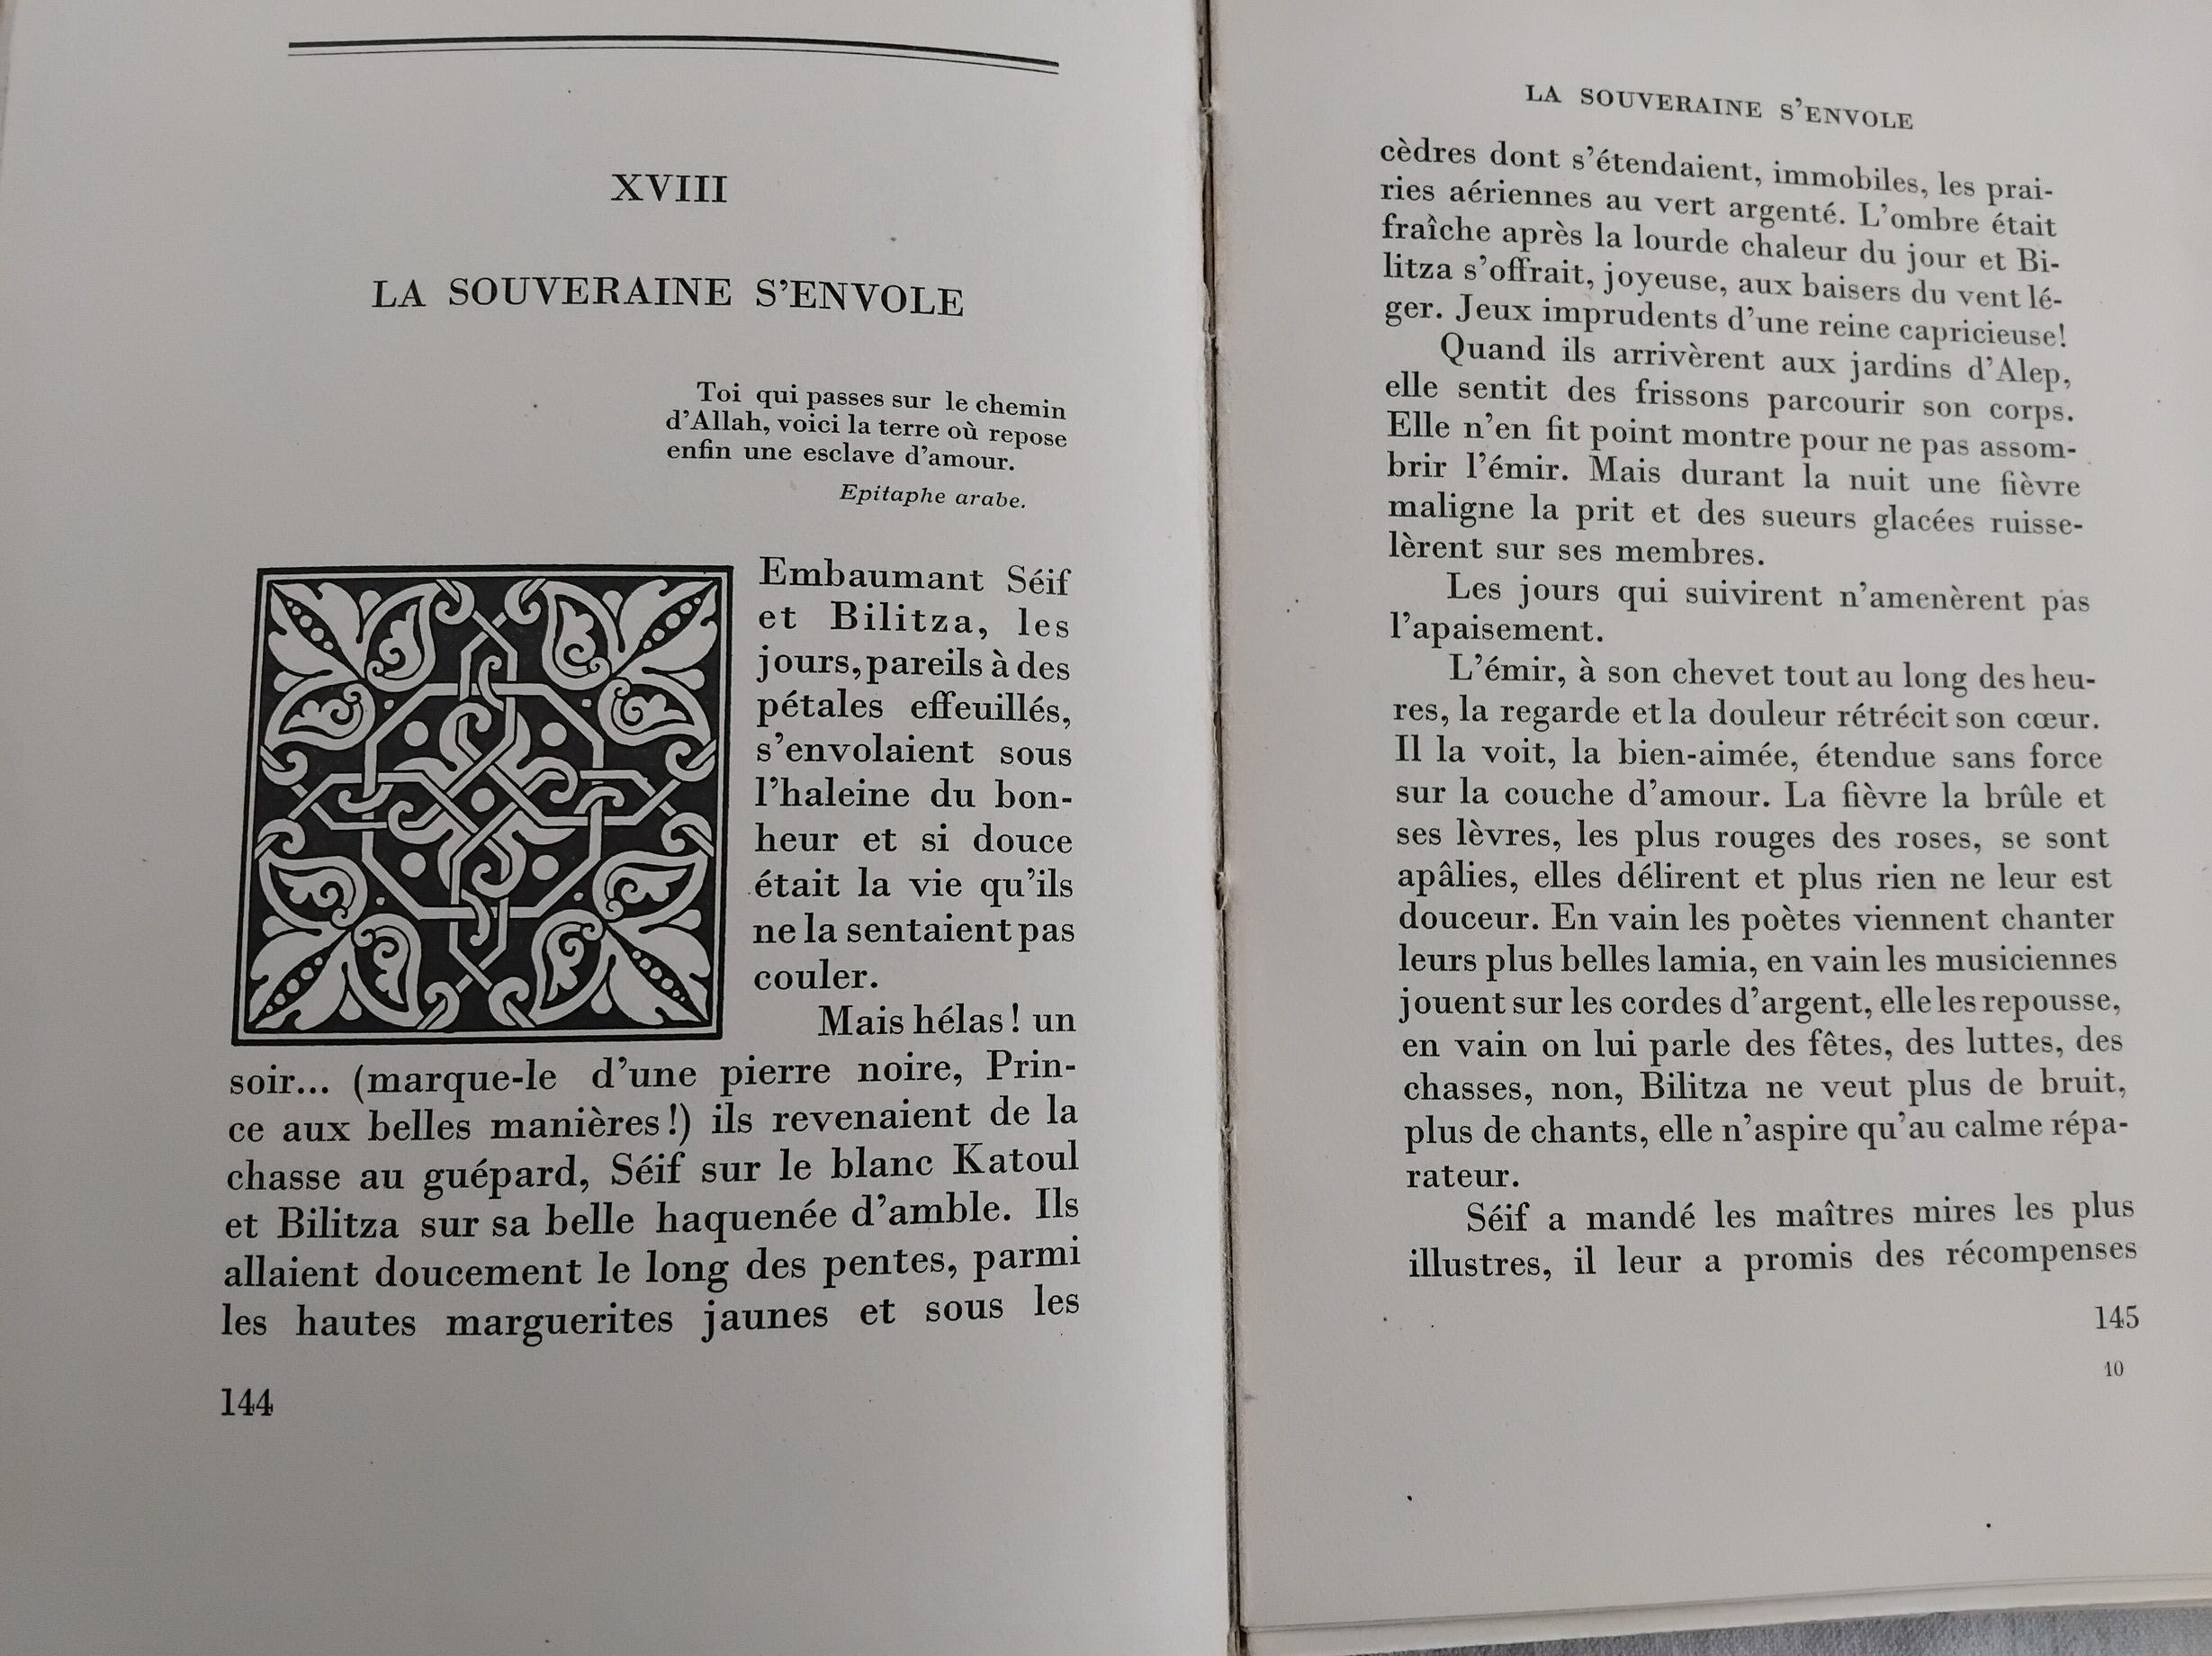 XVIII
LA SOUVERAINE S'ENVOLE
Toi qui passes sur le chemin
d'Allah, voici la terre où repose
enfin une esclave d'amour.
Epitaphe arabe.
Embaumant Séif
et Bilitza, les
jours, pareils à des
pétales effeuillés,
s'envolaient sous
l'haleine du bon-
heur et si douce
était la vie qu'ils
ne la sentaient pas
couler.
Mais hélas ! un
soir... (marque-le d'une pierre noire, Prin-
ce aux belles manières !) ils revenaient de la
chasse au guépard, Séif sur le blanc Katoul
et Bilitza sur sa belle haquenée d'amble. Ils
allaient doucement le long des pentes, parmi
les hautes marguerites jaunes et sous les
144
LA SOUVERAINE S'ENVOLE
cèdres dont s'étendaient, immobiles, les prai-
ries aériennes au vert argenté. L'ombre était
fraîche après la lourde chaleur du jour et Bi-
litza s'offrait, joyeuse, aux baisers du vent lé-
ger. Jeux imprudents d'une reine capricieuse!
Quand ils arrivèrent aux jardins d'Alep,
elle sentit des frissons parcourir son corps.
Elle n'en fit point montre pour ne pas assom-
brir l'émir. Mais durant la nuit une fièvre
maligne la prit et des sueurs glacées ruisse-
lèrent sur ses membres.
Les jours qui suivirent n'amenèrent pas
l'apaisement.
L'émir, à son chevet tout au long des heu-
res, la regarde et la douleur rétrécit son cœur.
Il la voit, la bien-aimée, étendue sans force
sur la couche d'amour. La fièvre la brûle et
ses lèvres, les plus rouges des roses, se sont
apâlies, elles délirent et plus rien ne leur est
douceur. En vain les poètes viennent chanter
leurs plus belles lamia, en vain les musiciennes
jouent sur les cordes d'argent, elle les repousse,
en vain on lui parle des fêtes, des luttes, des
chasses, non, Bilitza ne veut plus de bruit,
plus de chants, elle n'aspire qu'au calme répa-
rateur.
Séif a mandé les maîtres mires les plus
illustres, il leur a promis des récompenses
145
10